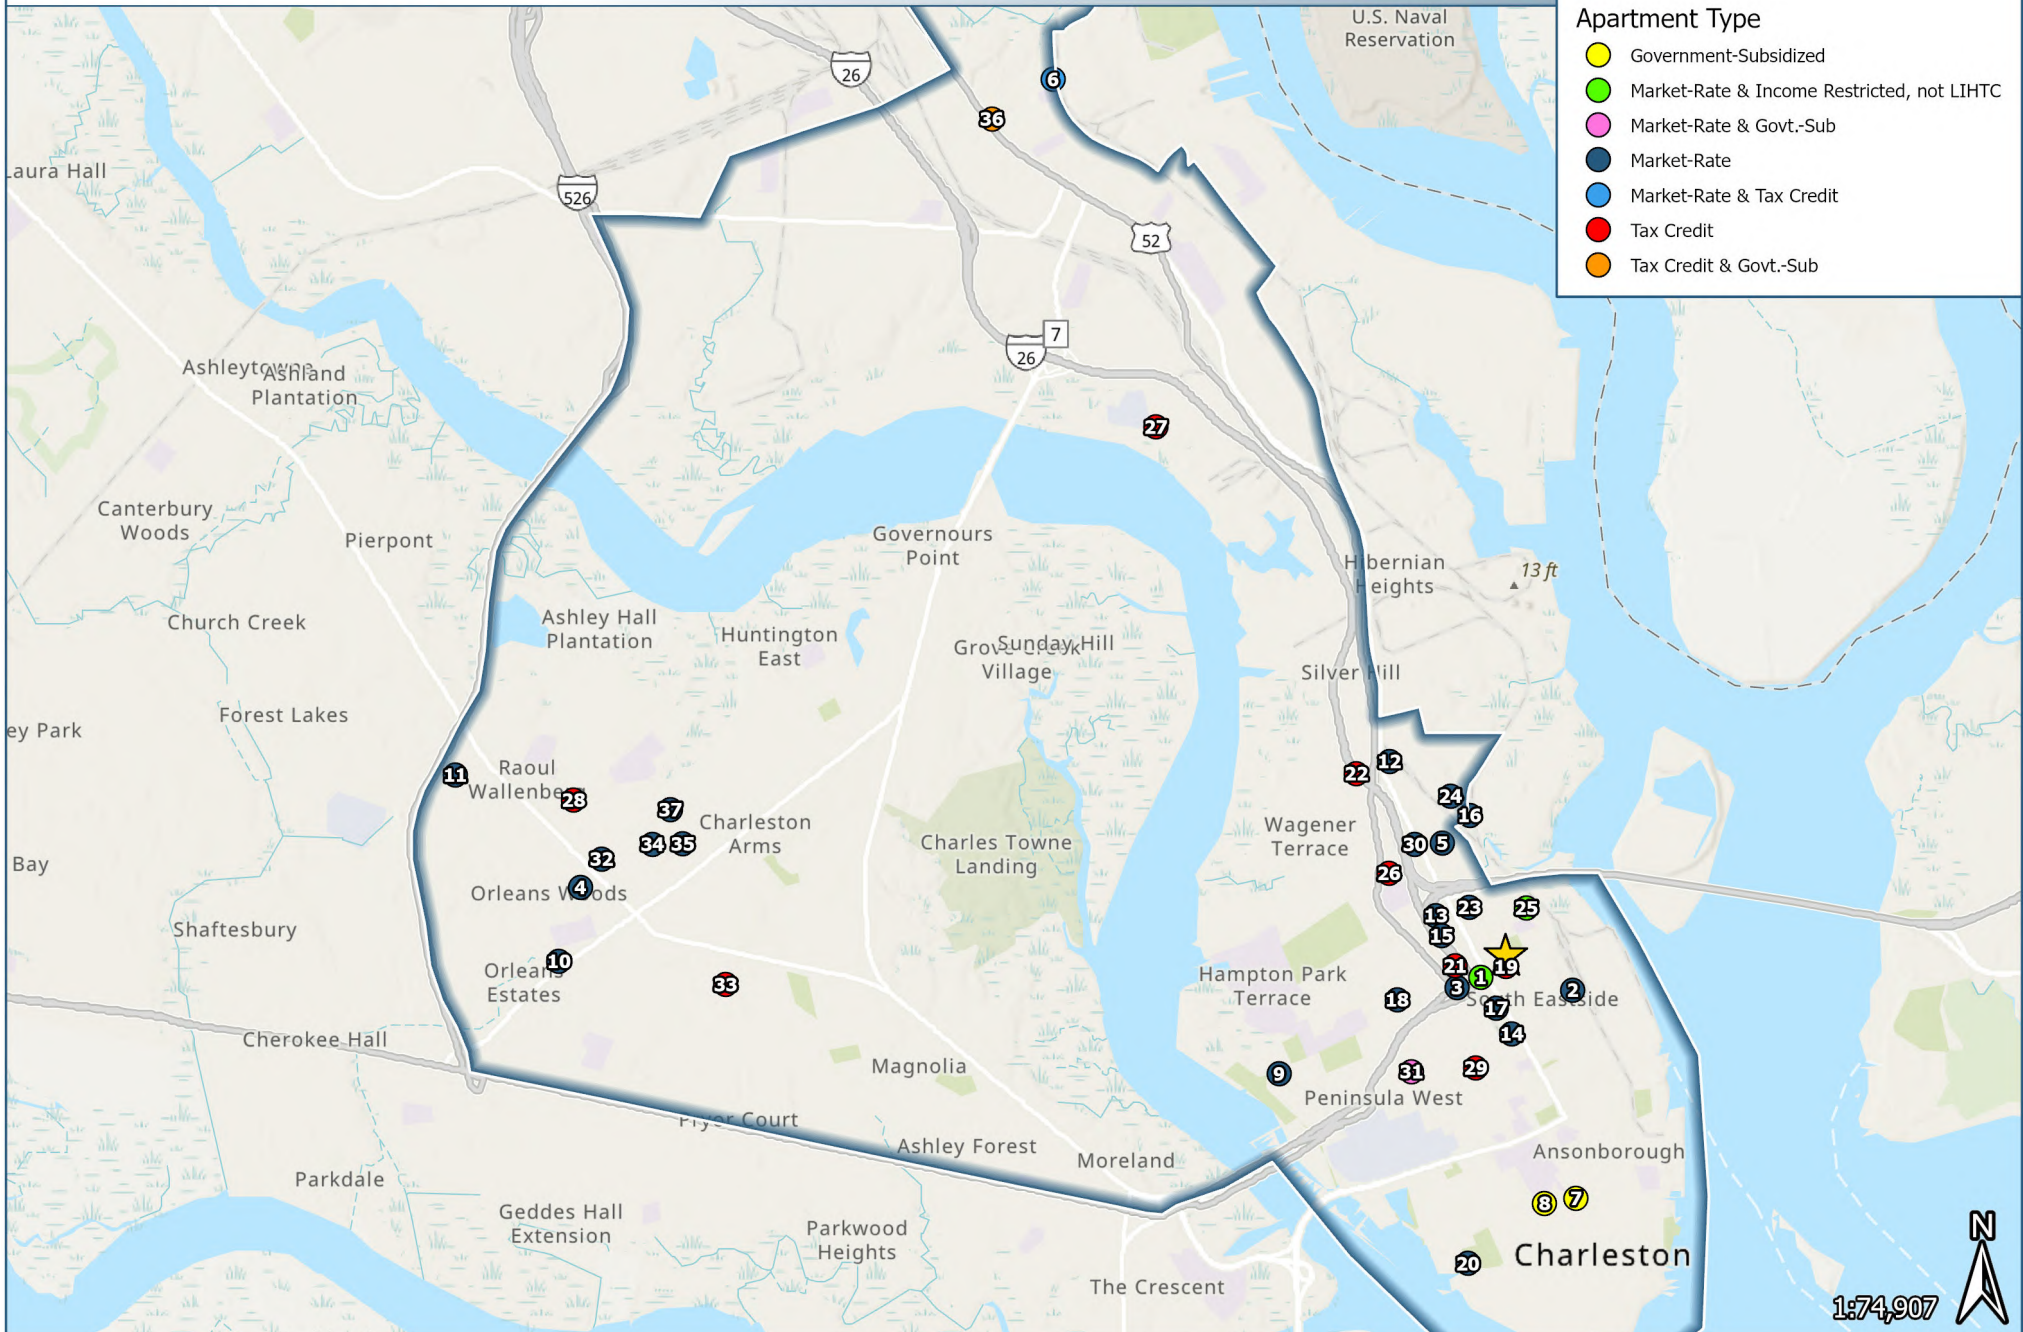 Apartment Type
Government-Subsidized
Market-Rate & Income Restricted, not LIHTC
Market-Rate & Govt.-Sub
Market-Rate
Market-Rate & Tax Credit
Tax Credit
Tax Credit & Govt.-Sub
U.S. Naval
Reservation
26
6
36
Laura Hall
526
52
7
26
Ashleytowne
Ashland
Plantation
27
Canterbury
Woods
Pierpont
Governours
Point
Hibernian
Heights
13 ft
Church Creek
Ashley Hall
Plantation
Huntington
East
Grove Creek
Village
Sunday Hill
Silver Hill
Forest Lakes
ey Park
11
Raoul
Wallenberg
28
37
34
35
32
4
Orleans Woods
Charleston
Arms
Charles Towne
Landing
Wagener
Terrace
22
12
24
16
30
5
26
Bay
Shaftesbury
10
Orleans
Estates
33
13
23
25
15
21
1
19
3
South Eastside
2
17
14
18
Hampton Park
Terrace
Cherokee Hall
Magnolia
9
31
29
Peninsula West
Pryer Court
Ashley Forest
Moreland
Ansonborough
Parkdale
8
7
Geddes Hall
Extension
Parkwood
Heights
The Crescent
20
Charleston
N
1:74,907